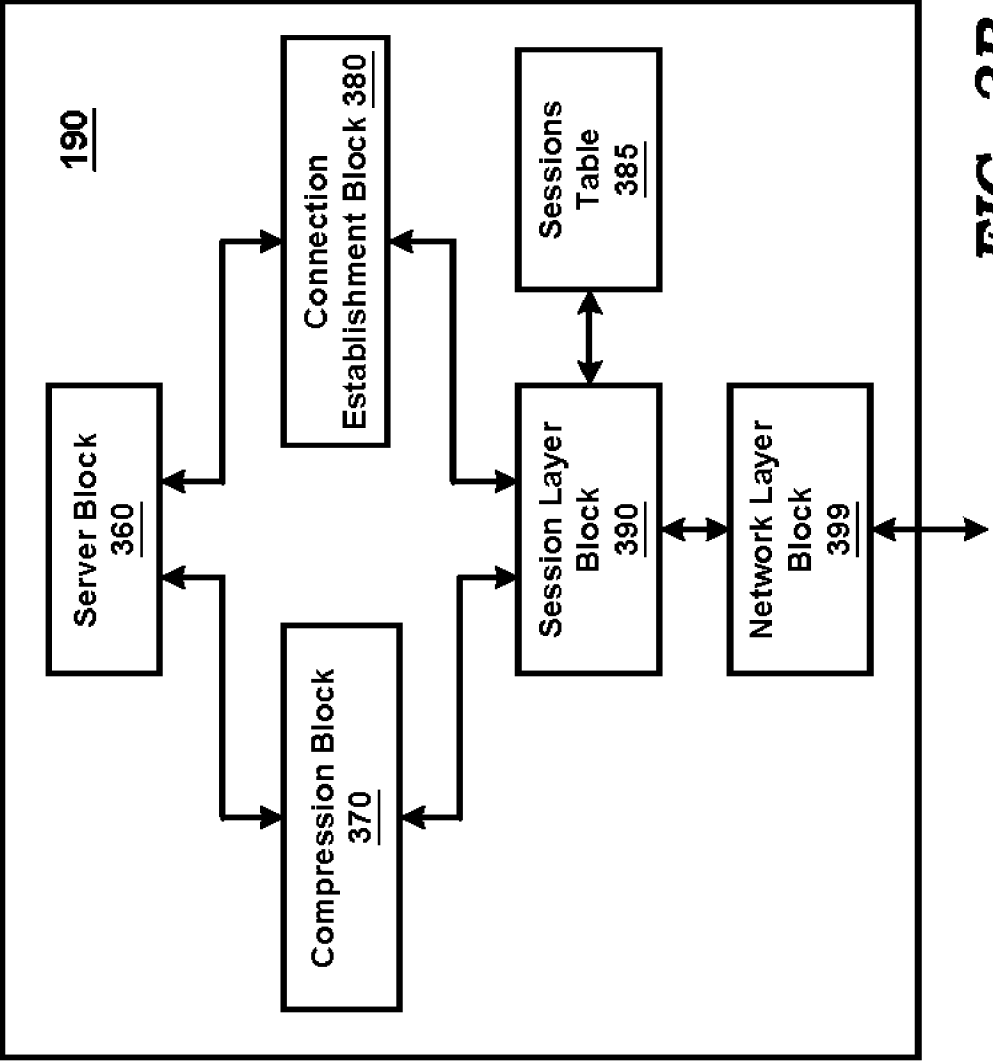 190
Server Block
360
Compression Block
370
Connection
Establishment Block 380
Session Layer
Block
390
Sessions
Table
385
Network Layer
Block
399
FIG